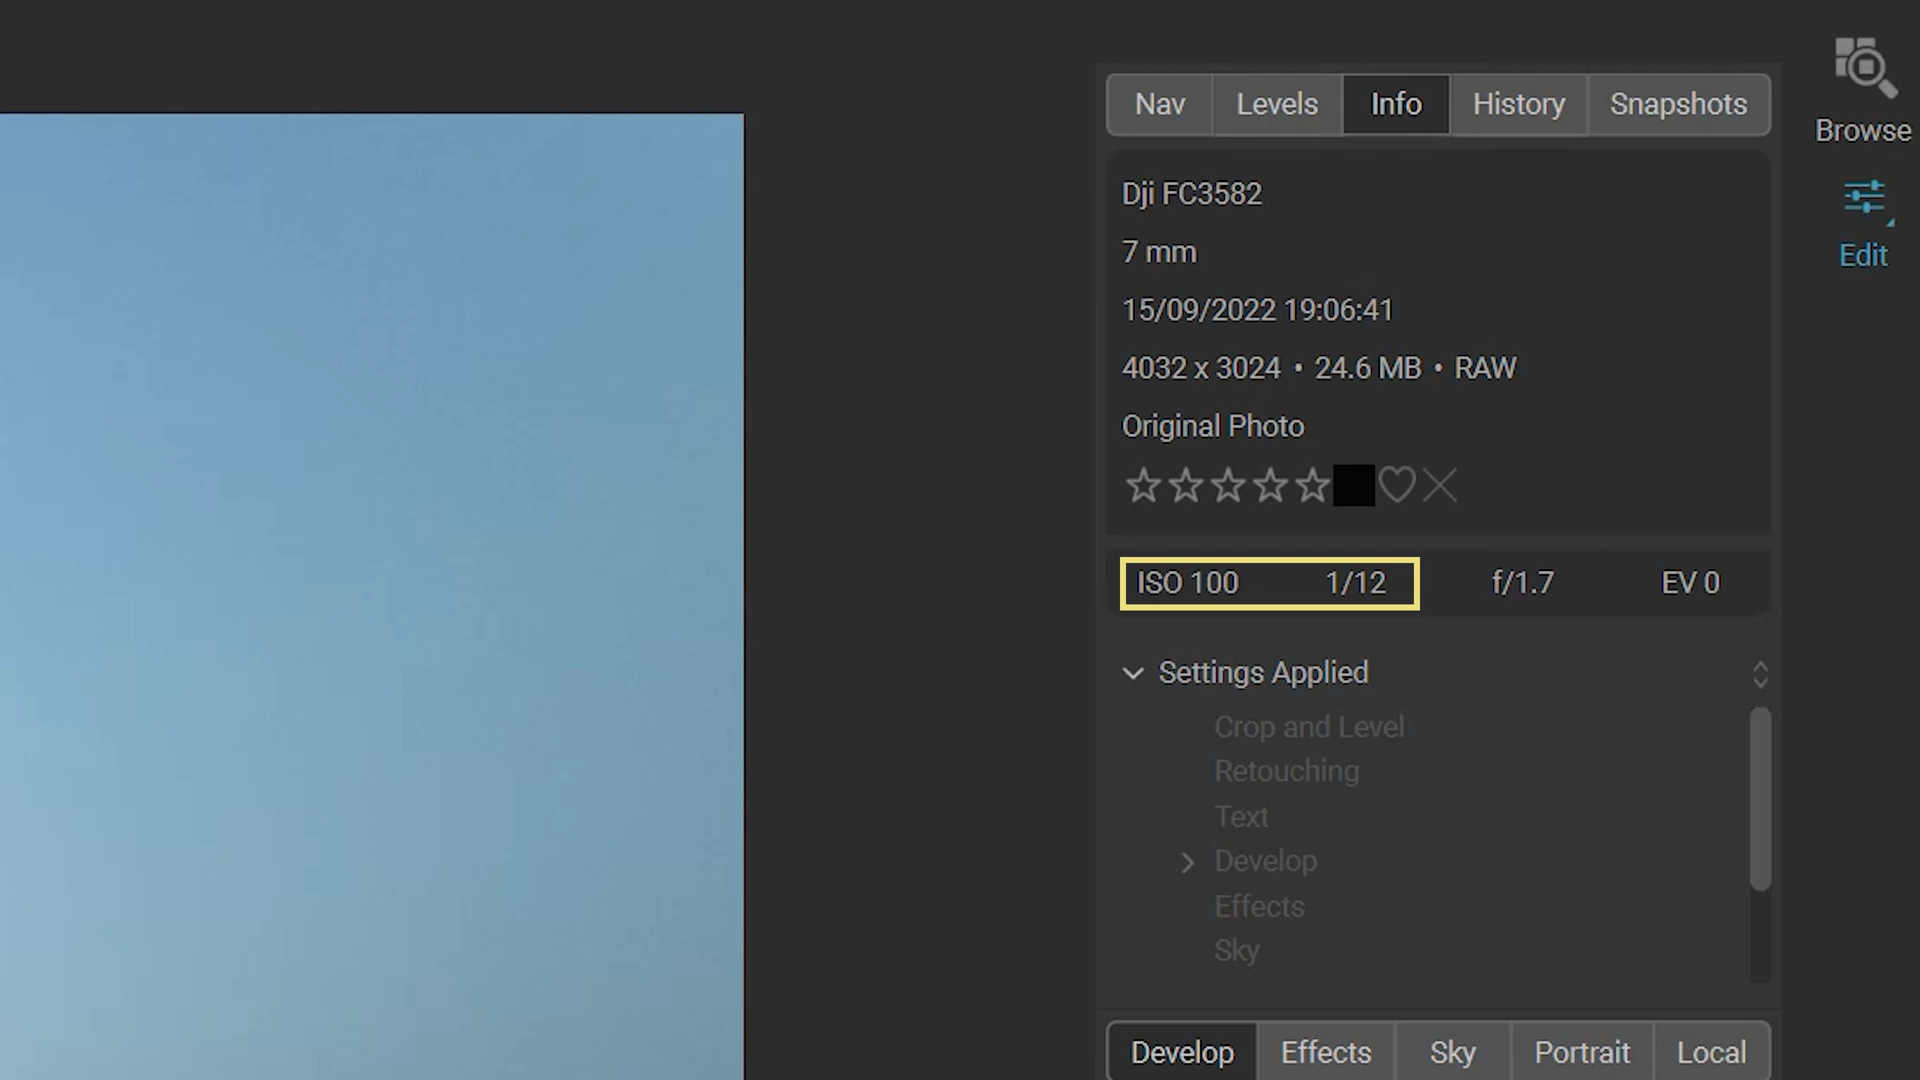 Nav Levels Info History Snapshots
Browse
Edit
Dji FC3582
7 mm
15/09/2022 19:06:41
4032 x 3024 • 24.6 MB • RAW
Original Photo
ISO 100 1/12 f/1.7 EV 0
Settings Applied
Crop and Level
Retouching
Text
Develop
Effects
Sky
Develop Effects Sky Portrait Local